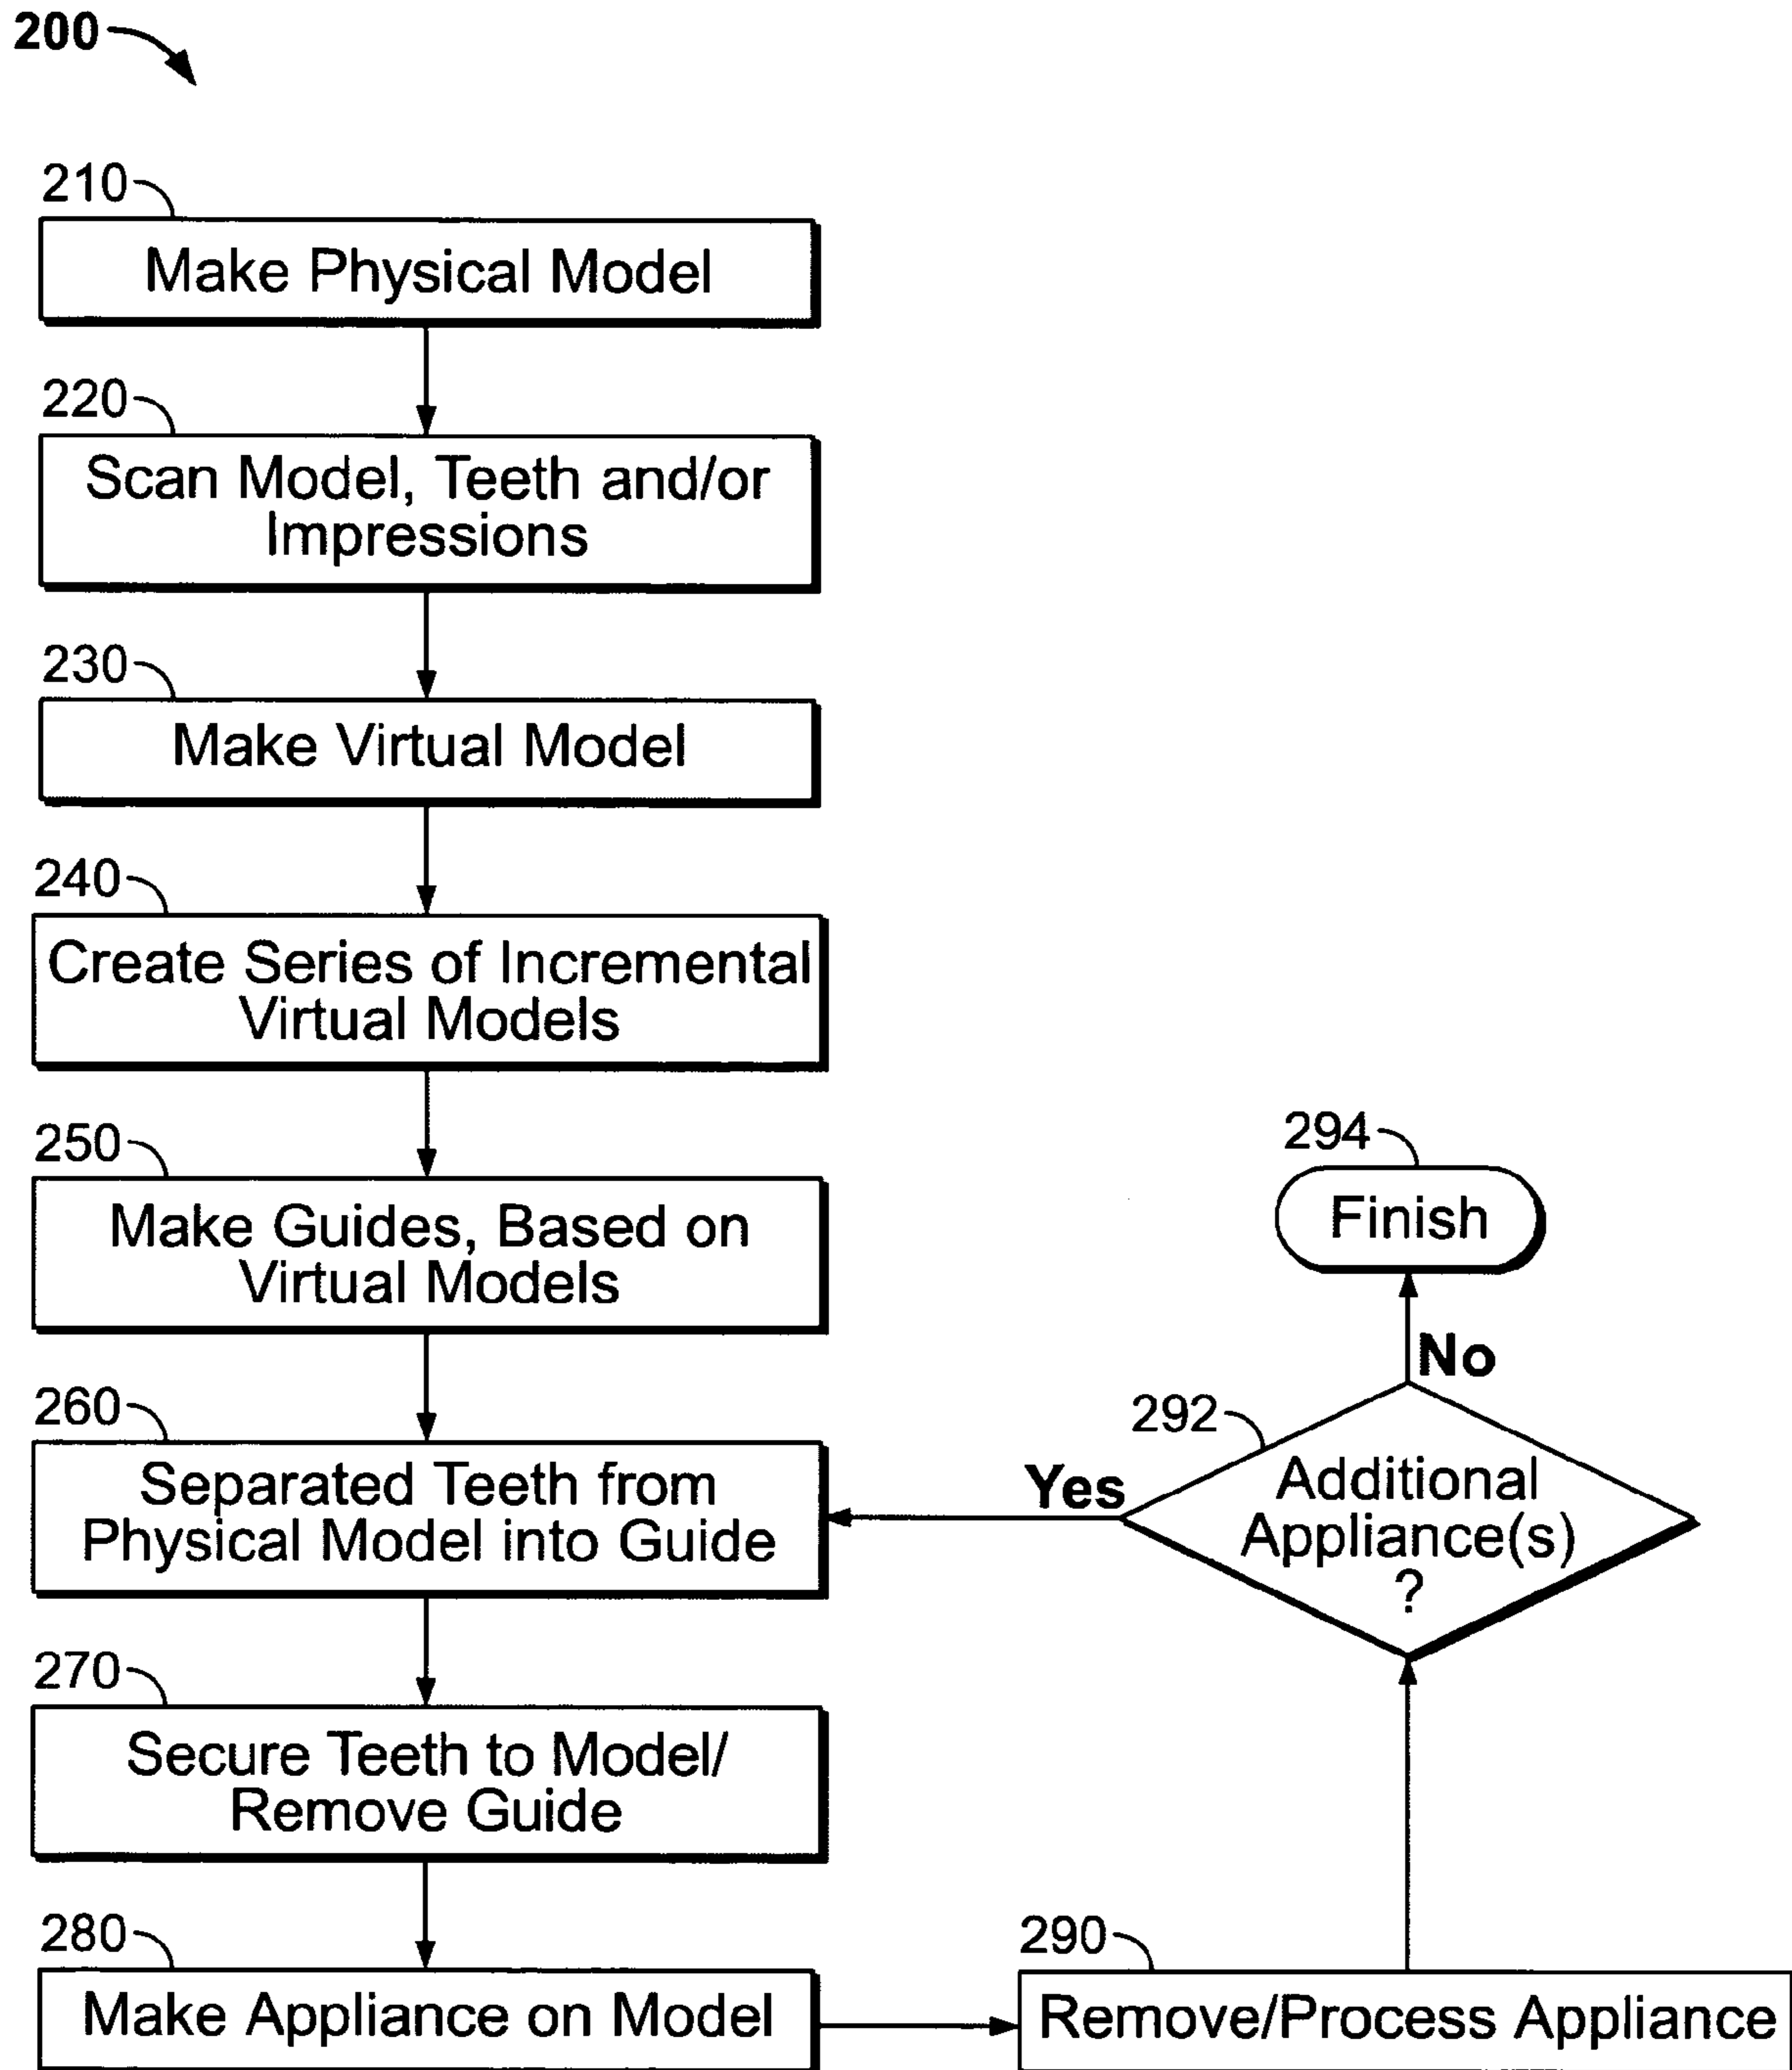 200
210
Make Physical Model
220
Scan Model, Teeth and/or
Impressions
230
Make Virtual Model
240
Create Series of Incremental
Virtual Models
250
Make Guides, Based on
Virtual Models
260
Separated Teeth from
Physical Model into Guide
270
Secure Teeth to Model/
Remove Guide
280
Make Appliance on Model
290
Remove/Process Appliance
292
Additional
Appliance(s)
?
Yes
No
294
Finish